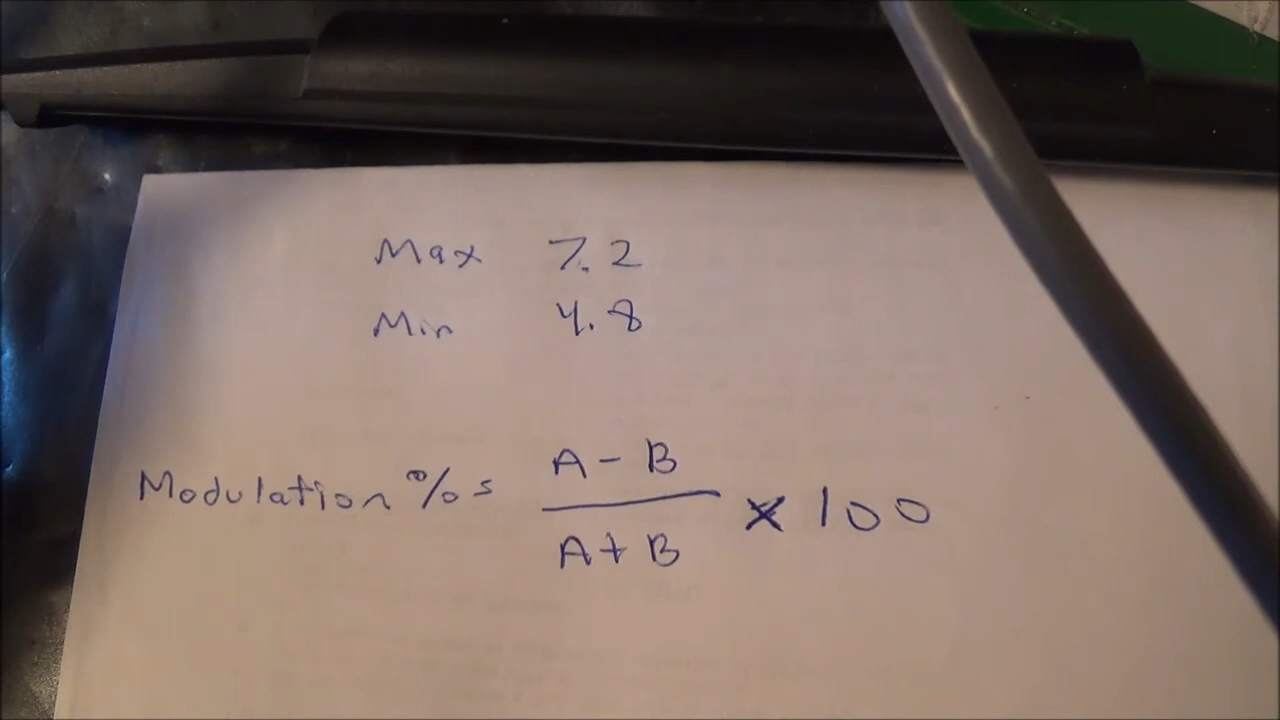 Max 7.2
Min 4.8
Modulation % = A - B
A + B
x 100